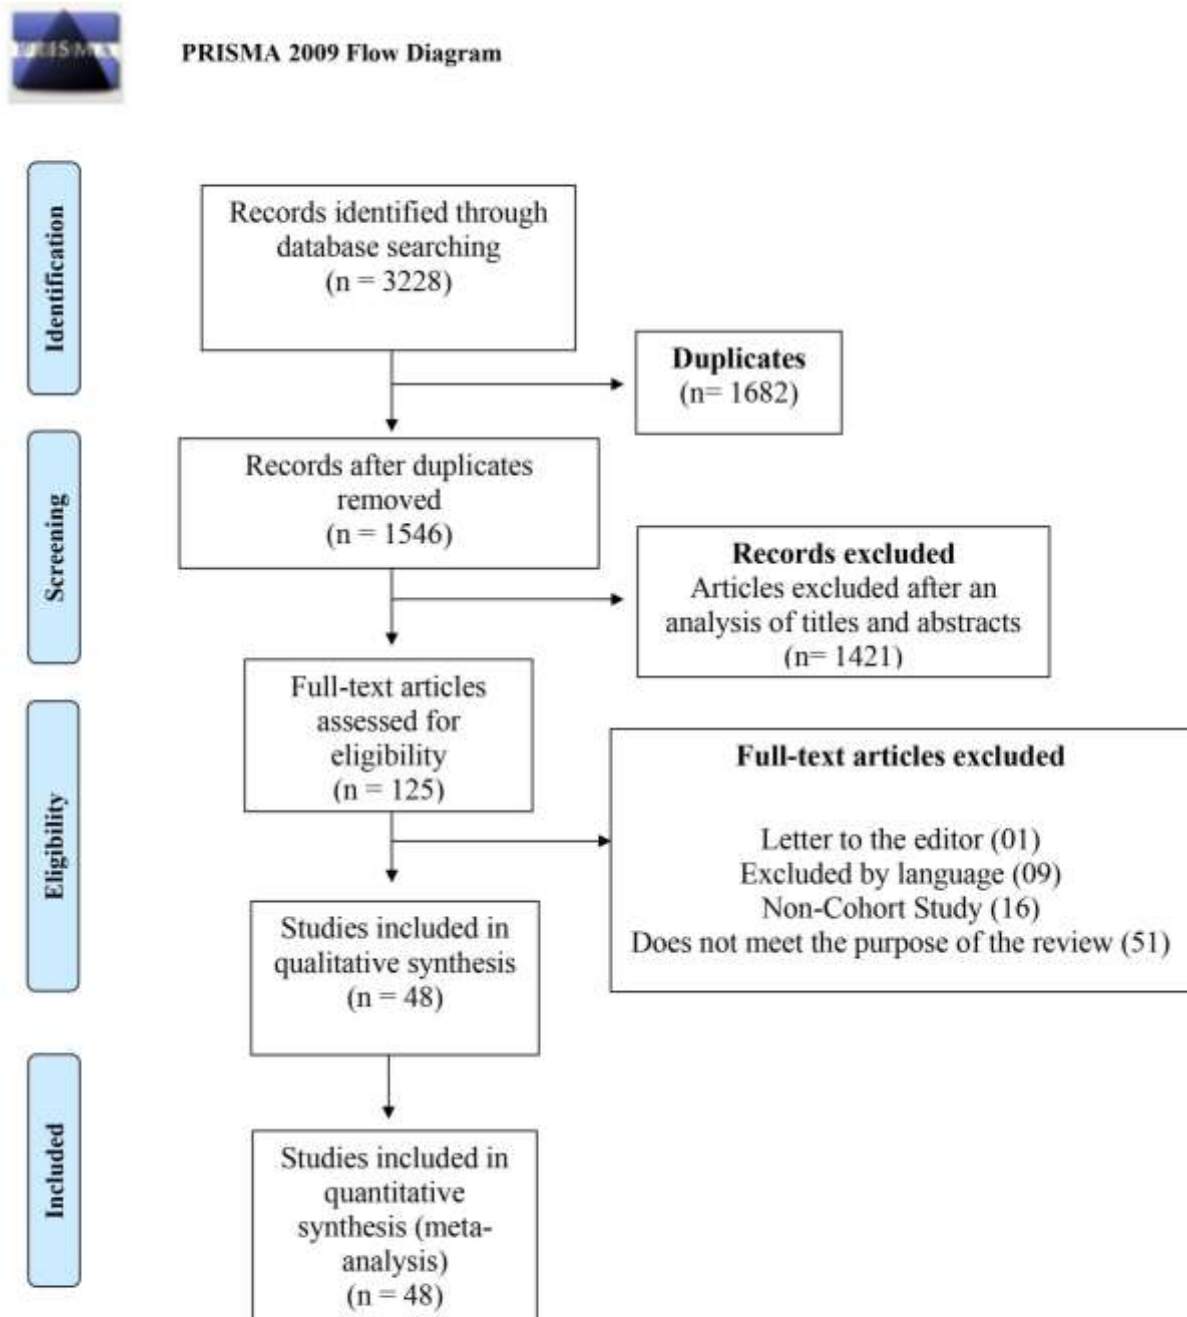 PRISMA
PRISMA 2009 Flow Diagram
Identification
Records identified through
database searching
(n = 3228)
Duplicates
(n= 1682)
Screening
Records after duplicates
removed
(n = 1546)
Records excluded
Articles excluded after an
analysis of titles and abstracts
(n= 1421)
Eligibility
Full-text articles
assessed for
eligibility
(n = 125)
Full-text articles excluded
Letter to the editor (01)
Excluded by language (09)
Non-Cohort Study (16)
Does not meet the purpose of the review (51)
Studies included in
qualitative synthesis
(n = 48)
Included
Studies included in
quantitative
synthesis (meta-
analysis)
(n = 48)